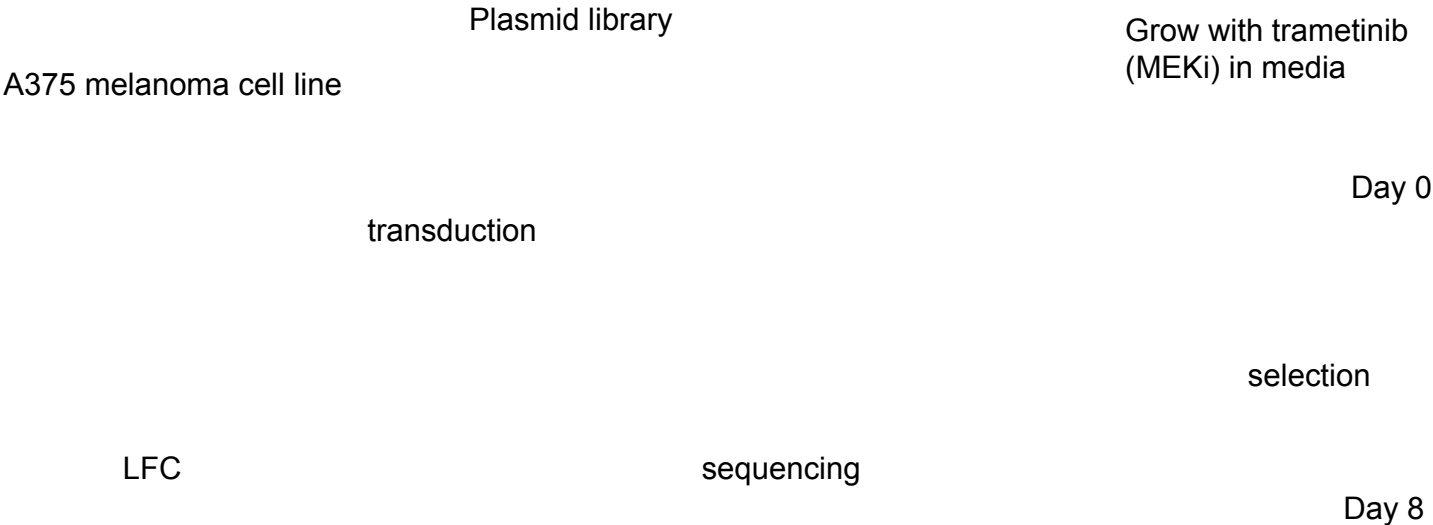 Plasmid library
Grow with trametinib
(MEKi) in media
A375 melanoma cell line
Day 0
transduction
selection
LFC
sequencing
Day 8